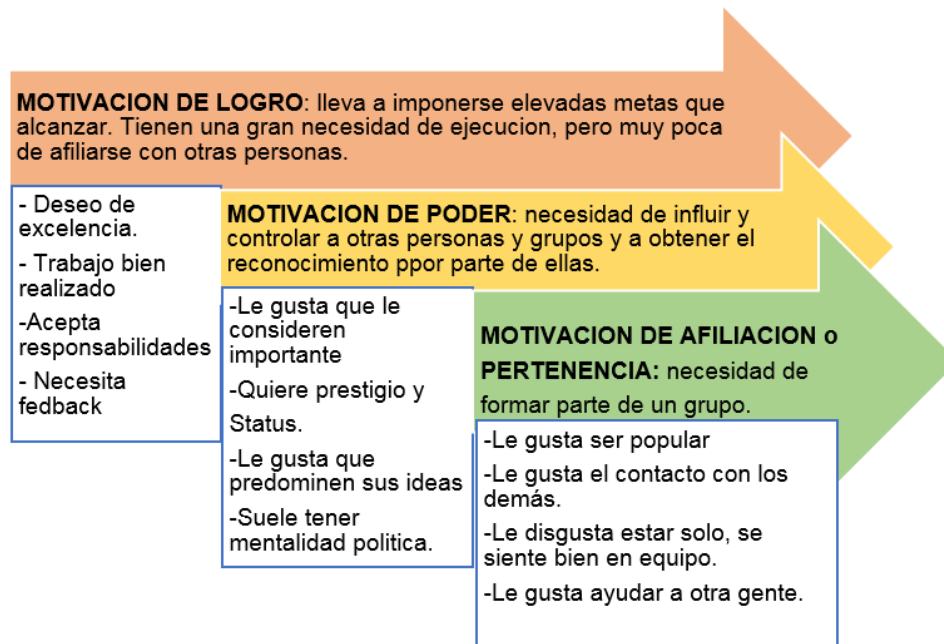 MOTIVACION DE LOGRO: lleva a imponerse elevadas metas que
alcanzar. Tienen una gran necesidad de ejecucion, pero muy poca
de afiliarse con otras personas.
- Deseo de
excelencia.
- Trabajo bien
realizado
-Acepta
responsabilidades
- Necesita
fedback
MOTIVACION DE PODER: necesidad de influir y
controlar a otras personas y grupos y a obtener el
reconocimiento ppor parte de ellas.
-Le gusta que le
consideren
importante
-Quiere prestigio y
Status.
-Le gusta que
predominen sus ideas
-Suele tener
mentalidad politica.
MOTIVACION DE AFILIACION o
PERTENENCIA: necesidad de
formar parte de un grupo.
-Le gusta ser popular
-Le gusta el contacto con los
demás.
-Le disgusta estar solo, se
siente bien en equipo.
-Le gusta ayudar a otra gente.